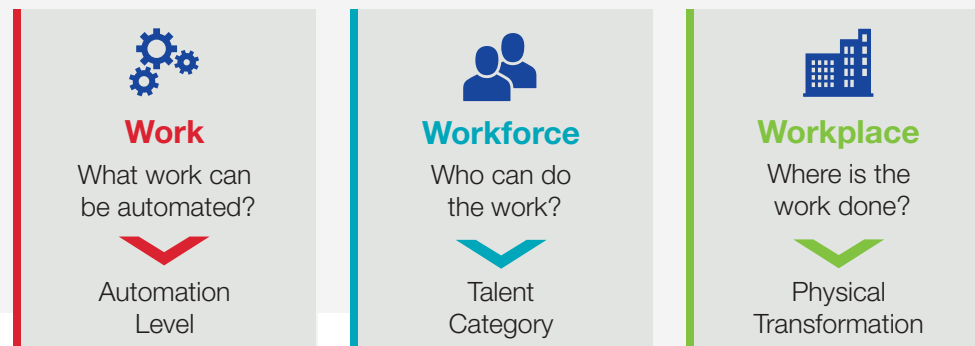 Work
What work can
be automated?
Automation
Level
Workforce
Who can do
the work?
Talent
Category
Workplace
Where is the
work done?
Physical
Transformation